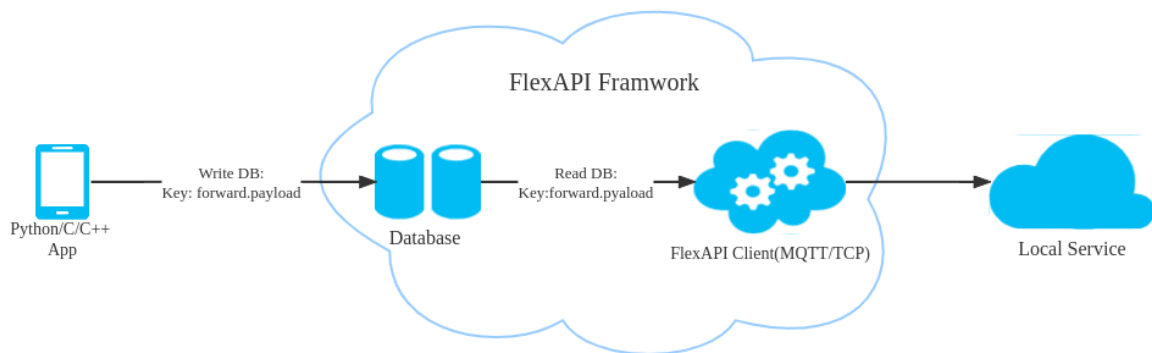 FlexAPI Framwork
Write DB:
Key: forward.payload
Read DB:
Key:forward.pyaload
Python/C/C++
App
Database
FlexAPI Client(MQTT/TCP)
Local Service